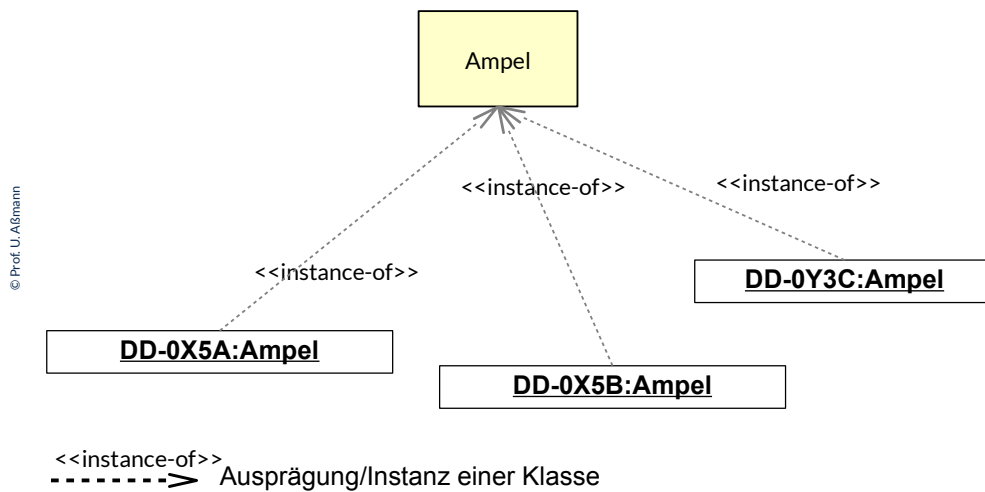 Ampel
© Prof. U. Aßmann
<<instance-of>>
<<instance-of>>
<<instance-of>>
DD-0Y3C:Ampel
DD-0X5A:Ampel
DD-0X5B:Ampel
<<instance-of>>
Ausprägung/Instanz einer Klasse